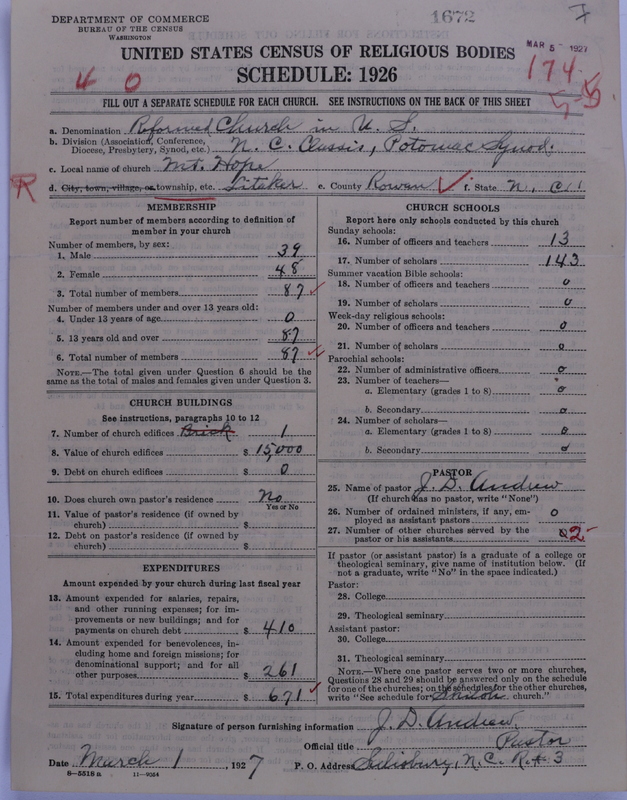 DEPARTMENT OF COMMERCE
BUREAU OF THE CENSUS
WASHINGTON
1672
7
UNITED STATES CENSUS OF RELIGIOUS BODIES
MAR 5 1927
SCHEDULE: 1926
4 0
174
FILL OUT A SEPARATE SCHEDULE FOR EACH CHURCH. SEE INSTRUCTIONS ON THE BACK OF THIS SHEET
a. Denomination Reformed Church in U. S.
b. Division (Association, Conference, Diocese, Presbytery, Synod, etc.) N. C. Classis, Potomac Synod.
c. Local name of church Mt. Hope
R
d. City, town, village, or township, etc. Litaker e. County Rowan f. State N. C.
MEMBERSHIP
Report number of members according to definition of
member in your church
Number of members, by sex:
1. Male 39
2. Female 48
3. Total number of members 87
Number of members under and over 13 years old:
4. Under 13 years of age 0
5. 13 years old and over 87
6. Total number of members 87
NOTE.—The total given under Question 6 should be
same as the total of males and females given under Question 3.
CHURCH BUILDINGS
See instructions, paragraphs 10 to 12
7. Number of church edifices Brick 1
8. Value of church edifices $ 15,000
9. Debt on church edifices $ 0
10. Does church own pastor's residence No
Yes or No
11. Value of pastor's residence (if owned by
church) $
12. Debt on pastor's residence (if owned by
church) $
EXPENDITURES
Amount expended by your church during last fiscal year
13. Amount expended for salaries, repairs,
and other running expenses; for im-
provements or new buildings; and for
payments on church debt $ 410
14. Amount expended for benevolences, in-
cluding home and foreign missions; for
denominational support; and for all
other purposes $ 261
15. Total expenditures during year $ 671
CHURCH SCHOOLS
Report here only schools conducted by this church
Sunday schools:
16. Number of officers and teachers 13
17. Number of scholars 143
Summer vacation Bible schools:
18. Number of officers and teachers 0
19. Number of scholars 0
Week-day religious schools:
20. Number of officers and teachers 0
21. Number of scholars 0
Parochial schools:
22. Number of administrative officers 0
23. Number of teachers—
a. Elementary (grades 1 to 8) 0
b. Secondary 0
24. Number of scholars—
a. Elementary (grades 1 to 8) 0
b. Secondary 0
PASTOR
25. Name of pastor J. D. Andrew
(If church has no pastor, write "None")
26. Number of ordained ministers, if any, em-
ployed as assistant pastors 0
27. Number of other churches served by the
pastor or his assistants 2
If pastor (or assistant pastor) is a graduate of a college or
theological seminary, give name of institution below. (If
not a graduate, write "No" in the space indicated.)
Pastor:
28. College
29. Theological seminary
Assistant pastor:
30. College
31. Theological seminary
NOTE.—Where one pastor serves two or more churches,
Questions 28 and 29 should be answered only on the schedule
for one of the churches; on the schedules for the other churches,
write "See schedule for Shiloh church."
Signature of person furnishing information J. D. Andrew
Official title Pastor
Date March 1, 1927 P. O. Address Salisbury, N.C. R#3
8—5518 a 11—9064